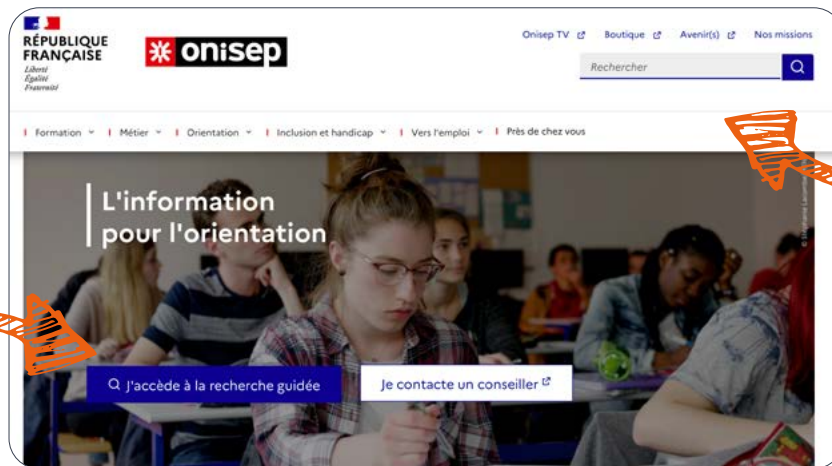 RÉPUBLIQUE
FRANÇAISE
Liberté
Égalité
Fraternité
onisep
Onisep TV
Boutique
Avenir(s)
Nos missions
Rechercher
Formation
Métier
Orientation
Inclusion et handicap
Vers l'emploi
Près de chez vous
L'information
pour l'orientation
J'accède à la recherche guidée
Je contacte un conseiller